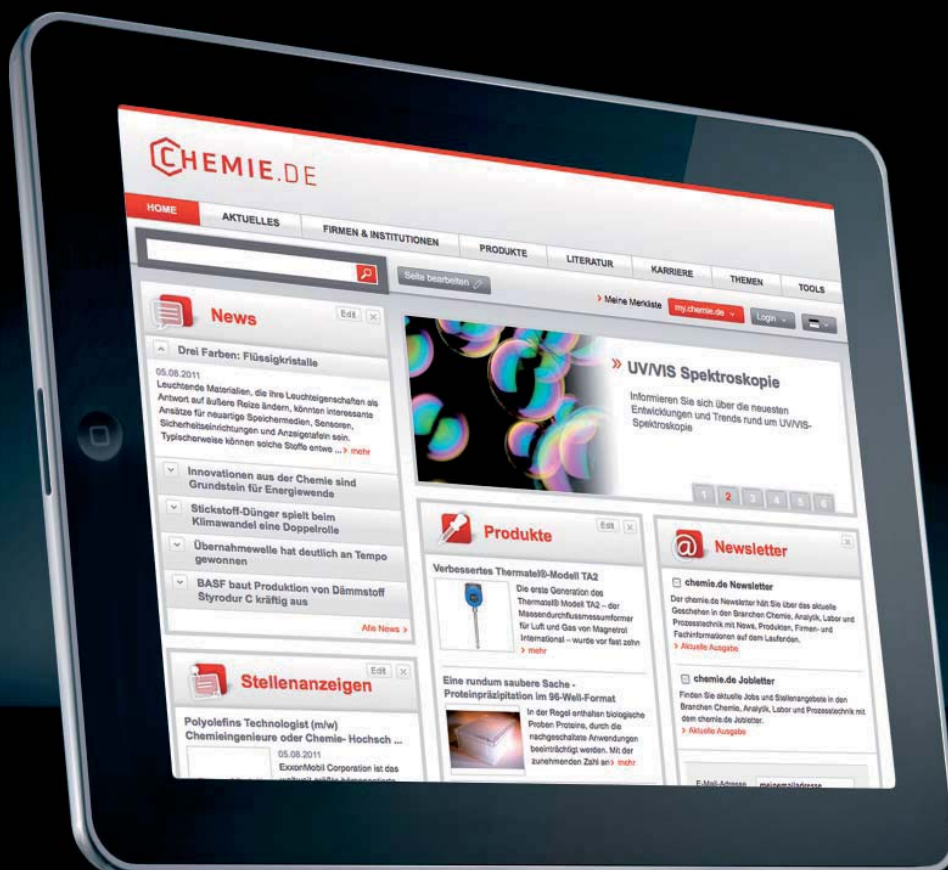 CHEMIE.DE
HOME
AKTUELLES
FIRMEN & INSTITUTIONEN
PRODUKTE
LITERATUR
KARRIERE
THEMEN
TOOLS
Seite bearbeiten
> Meine Merkliste
my.chemie.de
Login
News
Edit
Drei Farben: Flüssigkristalle
05.08.2011
Leuchtende Materialien, die ihre Leuchteigenschaften als
Antwort auf äußere Reize ändern, könnten interessante
Ansätze für neuartige Speichermedien, Sensoren,
Sicherheitseinrichtungen und Anzeigetafeln sein.
Typischerweise können solche Stoffe entwe ... > mehr
Innovationen aus der Chemie sind
Grundstein für Energiewende
Stickstoff-Dünger spielt beim
Klimawandel eine Doppelrolle
Übernahmewelle hat deutlich an Tempo
gewonnen
BASF baut Produktion von Dämmstoff
Styrodur C kräftig aus
Alle News >
Stellenanzeigen
Edit
Polyolefins Technologist (m/w)
Chemieingenieure oder Chemie- Hochsch ...
05.08.2011
ExxonMobil Corporation ist das
» UV/VIS Spektroskopie
Informieren Sie sich über die neuesten
Entwicklungen und Trends rund um UV/VIS-
Spektroskopie
1 2 3 4 5 6
Produkte
Edit
Verbessertes Thermatel®-Modell TA2
Die erste Generation des
Thermatel® Modell TA2 – der
Massendurchflussmessumformer
für Luft und Gas von Magnetrol
International – wurde vor fast zehn
> mehr
Eine rundum saubere Sache -
Proteinpräzipitation im 96-Well-Format
In der Regel enthalten biologische
Proben Proteine, durch die
nachgeschaltete Anwendungen
beeinträchtigt werden. Mit der
zunehmenden Zahl an > mehr
Newsletter
chemie.de Newsletter
Der chemie.de Newsletter hält Sie über das aktuelle
Geschehen in den Branchen Chemie, Analytik, Labor und
Prozesstechnik mit News, Produkten, Firmen- und
Fachinformationen auf dem Laufenden.
> Aktuelle Ausgabe
chemie.de Jobletter
Finden Sie aktuelle Jobs und Stellenangebote in den
Branchen Chemie, Analytik, Labor und Prozesstechnik mit
dem chemie.de Jobletter.
> Aktuelle Ausgabe
E-Mail-Adresse
meinemailadresse